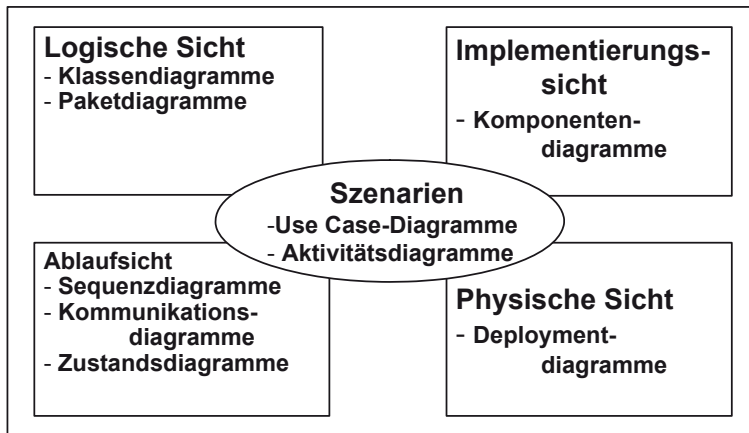 Logische Sicht
- Klassendiagramme
- Paketdiagramme
Implementierungs-
sicht
- Komponenten-
diagramme
Szenarien
-Use Case-Diagramme
- Aktivitätsdiagramme
Ablaufsicht
- Sequenzdiagramme
- Kommunikations-
diagramme
- Zustandsdiagramme
Physische Sicht
- Deployment-
diagramme